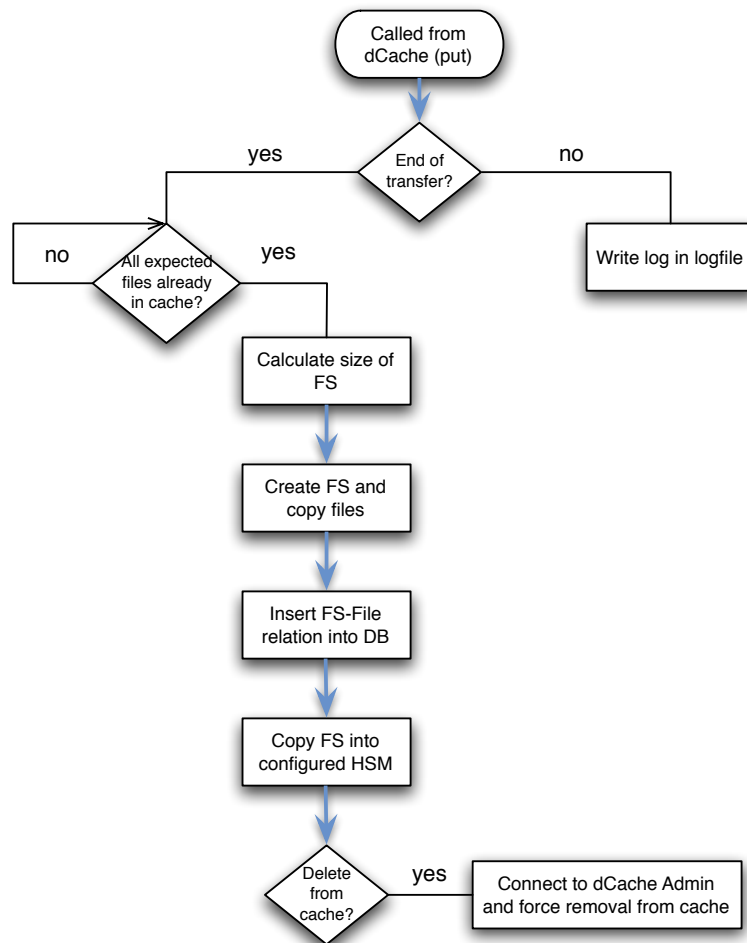 Called from
dCache (put)
yes
End of
transfer?
no
no
All expected
files already
in cache?
yes
Write log in logfile
Calculate size of
FS
Create FS and
copy files
Insert FS-File
relation into DB
Copy FS into
configured HSM
Delete
from
cache?
yes
Connect to dCache Admin
and force removal from cache